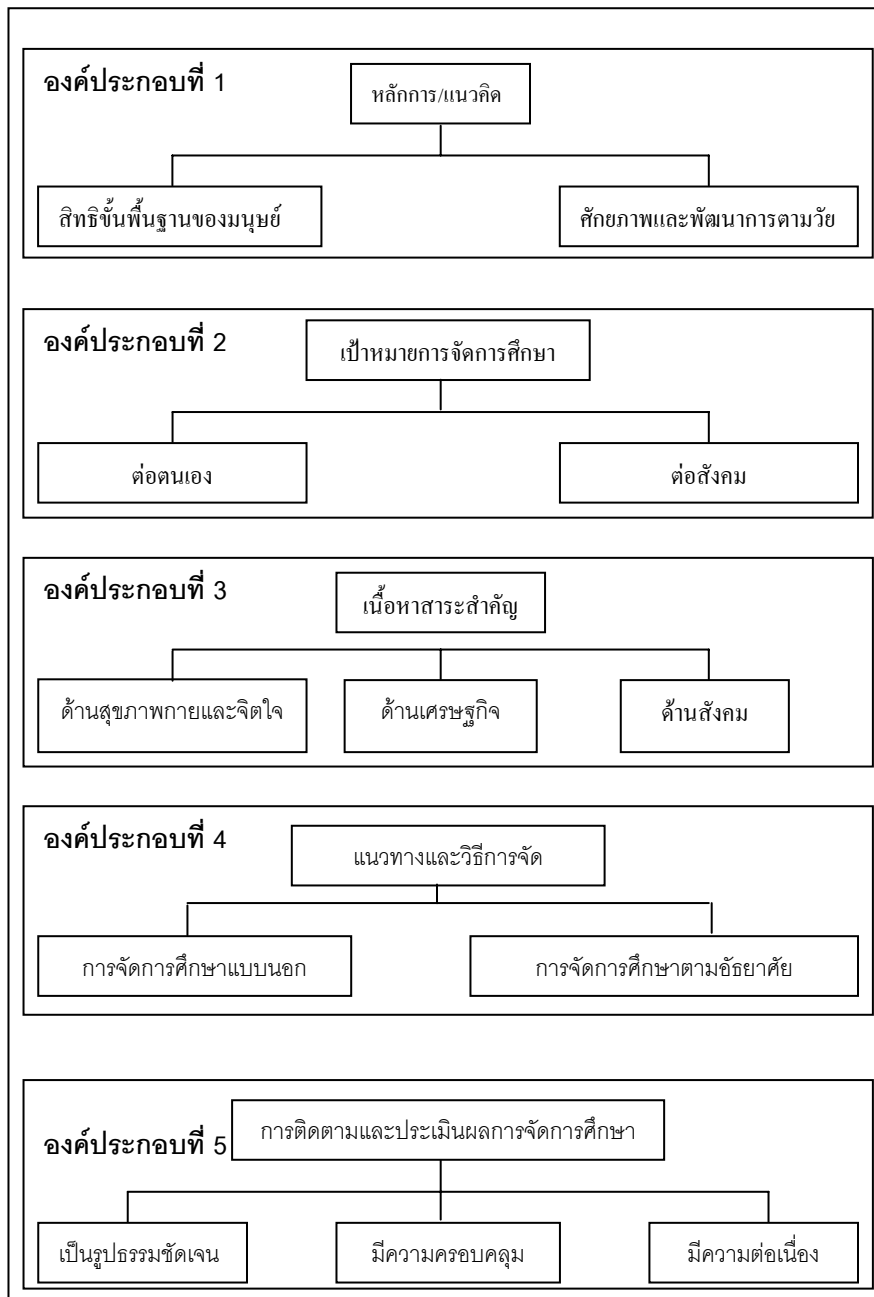 องค์ประกอบที่ 1
หลักการ/แนวคิด
สิทธิขั้นพื้นฐานของมนุษย์
ศักยภาพและพัฒนาการตามวัย
องค์ประกอบที่ 2
เป้าหมายการจัดการศึกษา
ต่อตนเอง
ต่อสังคม
องค์ประกอบที่ 3
เนื้อหาสาระสำคัญ
ด้านสุขภาพกายและจิตใจ
ด้านเศรษฐกิจ
ด้านสังคม
องค์ประกอบที่ 4
แนวทางและวิธีการจัด
การจัดการศึกษาแบบนอก
การจัดการศึกษาตามอัธยาศัย
องค์ประกอบที่ 5
การติดตามและประเมินผลการจัดการศึกษา
เป็นรูปธรรมชัดเจน
มีความครอบคลุม
มีความต่อเนื่อง